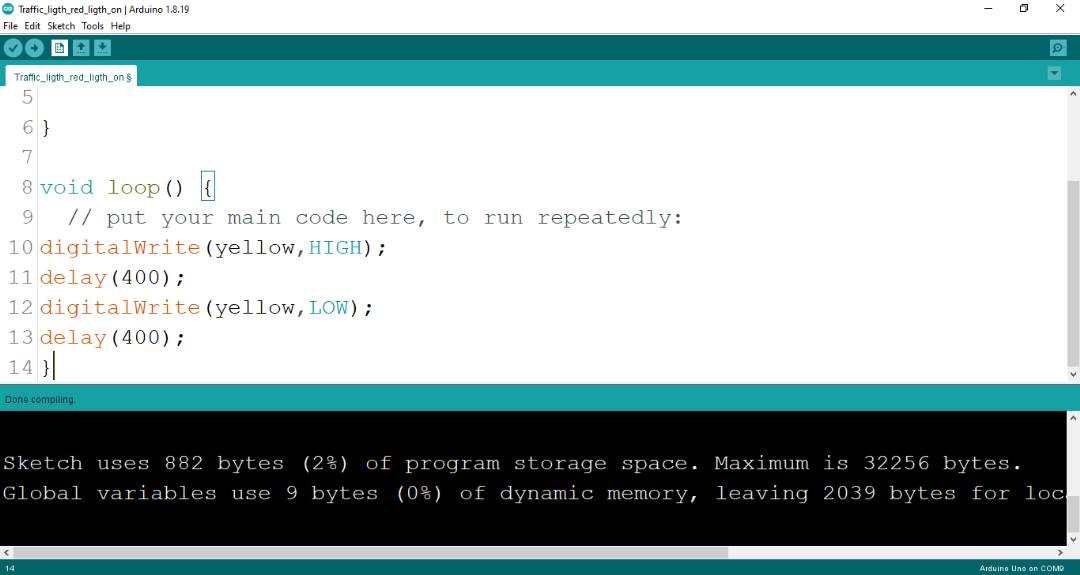 Traffic_ligth_red_ligth_on | Arduino 1.8.19
File Edit Sketch Tools Help
Traffic_ligth_red_ligth_on §
5
6 }
7
8 void loop() {
9 // put your main code here, to run repeatedly:
10 digitalWrite(yellow,HIGH);
11 delay(400);
12 digitalWrite(yellow,LOW);
13 delay(400);
14 }
Done compiling.
Sketch uses 882 bytes (2%) of program storage space. Maximum is 32256 bytes.
Global variables use 9 bytes (0%) of dynamic memory, leaving 2039 bytes for loc
14 Arduino Uno on COM9